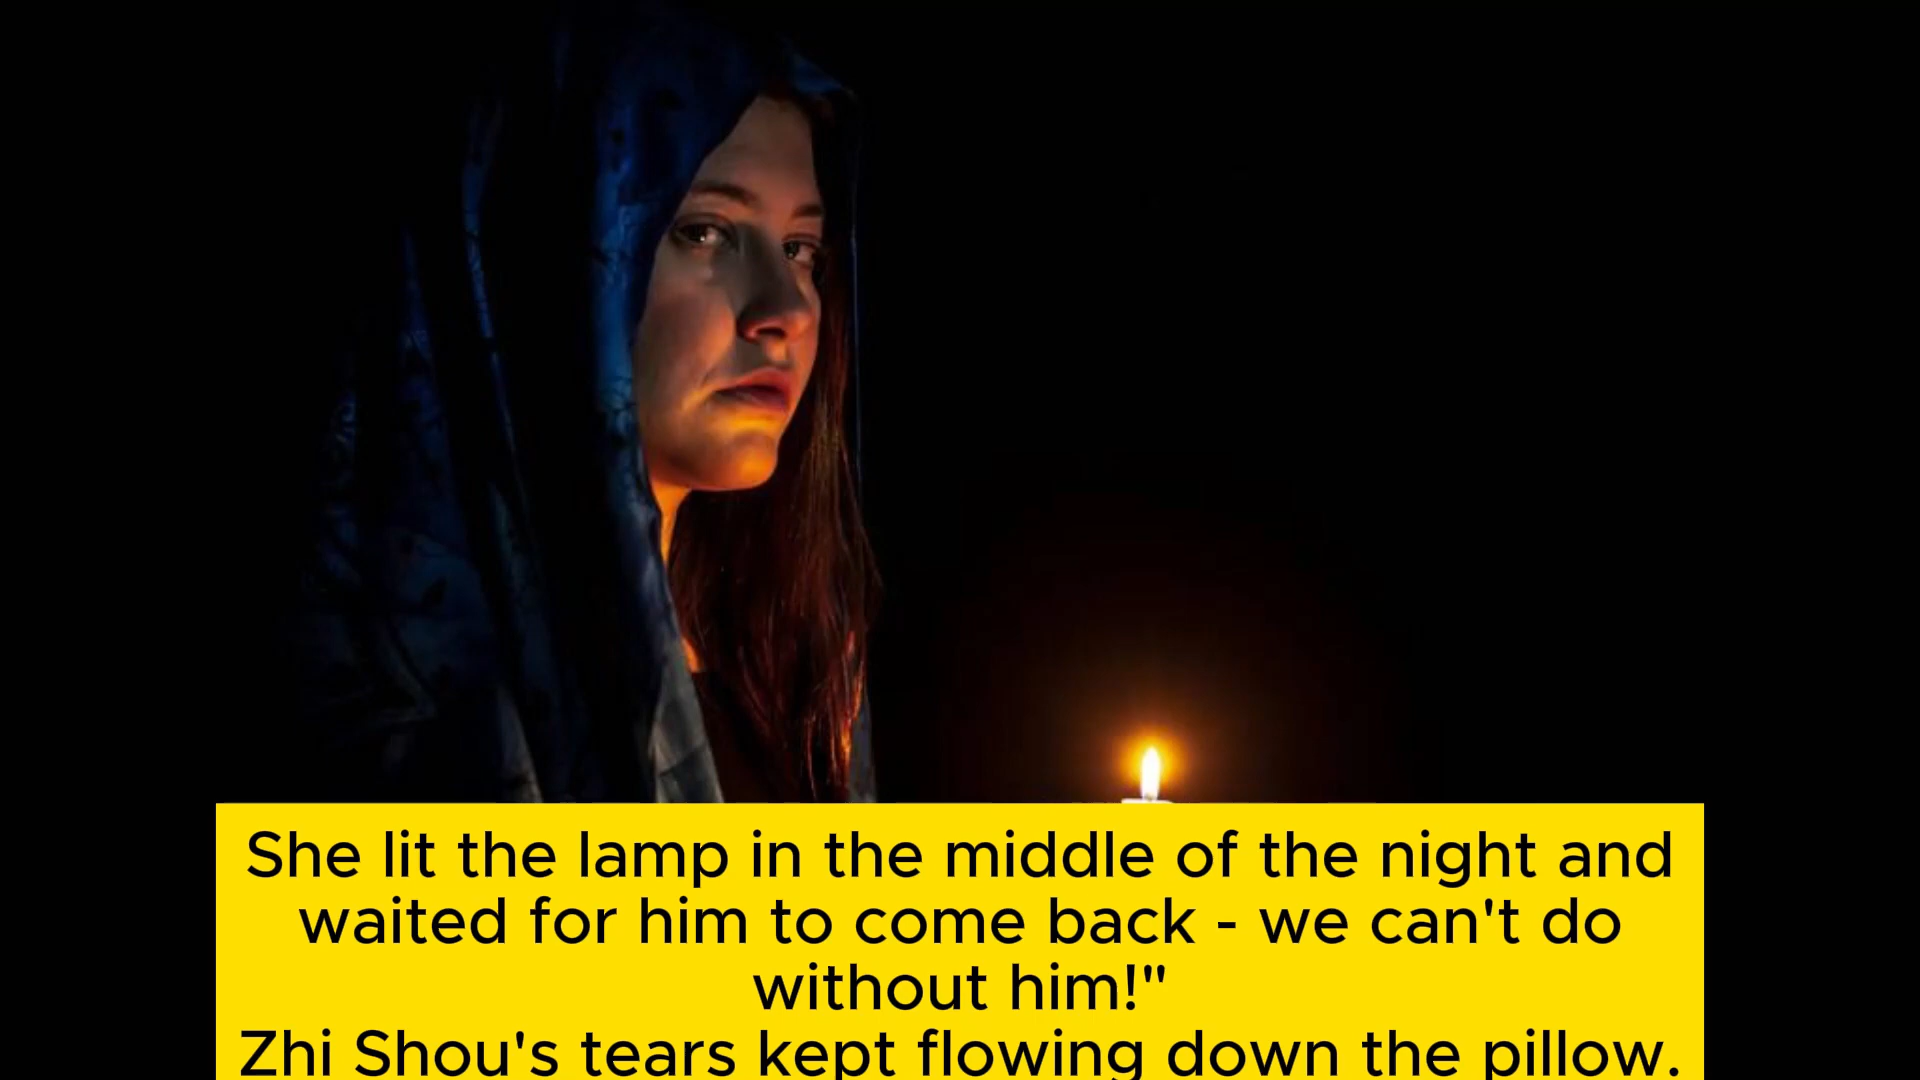 She lit the lamp in the middle of the night and
waited for him to come back - we can't do
without him!"
Zhi Shou's tears kept flowing down the pillow.